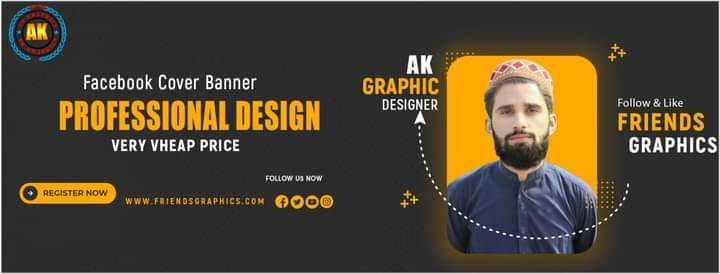 AK
Facebook Cover Banner
PROFESSIONAL DESIGN
VERY VHEAP PRICE
REGISTER NOW
WWW.FRIENDSGRAPHICS.COM
FOLLOW US NOW
AK
GRAPHIC
DESIGNER
Follow & Like
FRIENDS
GRAPHICS